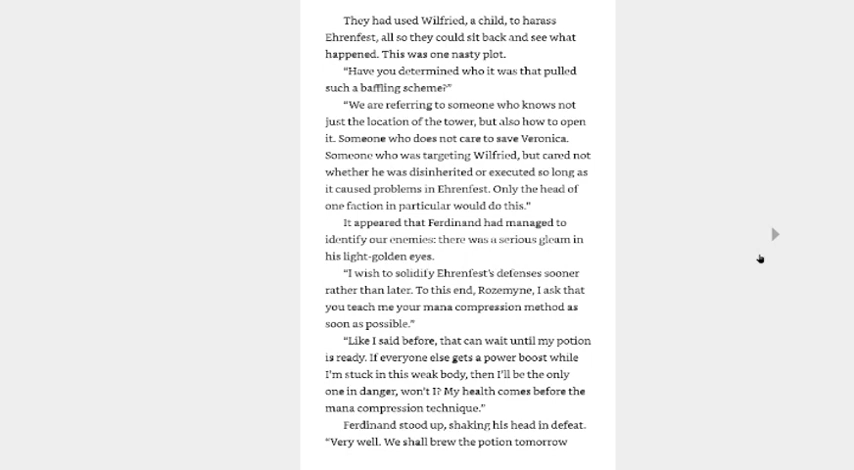 They had used Wilfried, a child, to harass
Ehrenfest, all so they could sit back and see what
happened. This was one nasty plot.
“Have you determined who it was that pulled
such a baffling scheme?”
“We are referring to someone who knows not
just the location of the tower, but also how to open
it. Someone who does not care to save Veronica.
Someone who was targeting Wilfried, but cared not
whether he was disinherited or executed so long as
it caused problems in Ehrenfest. Only the head of
one faction in particular would do this.”
It appeared that Ferdinand had managed to
identify our enemies: there was a serious gleam in
his light-golden eyes.
“I wish to solidify Ehrenfest’s defenses sooner
rather than later. To this end, Rozemyne, I ask that
you teach me your mana compression method as
soon as possible.”
“Like I said before, that can wait until my potion
is ready. If everyone else gets a power boost while
I’m stuck in this weak body, then I’ll be the only
one in danger, won’t I? My health comes before the
mana compression technique.”
Ferdinand stood up, shaking his head in defeat.
“Very well. We shall brew the potion tomorrow